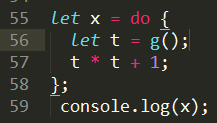 55 let x = do {
56   let t = g();
57   t * t + 1;
58 };
59  console.log(x);